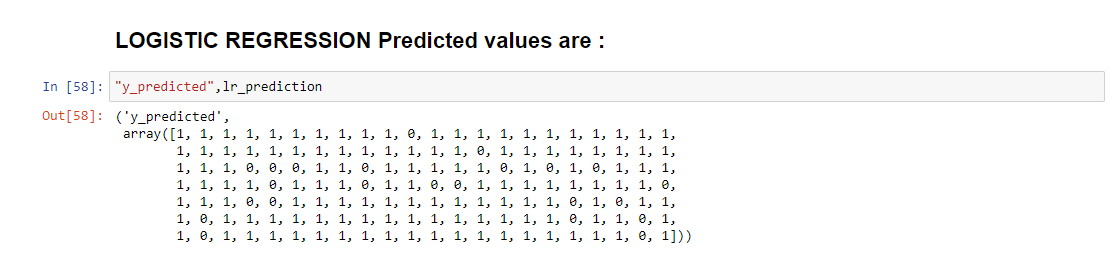 LOGISTIC REGRESSION Predicted values are :
In [58]: "y_predicted",lr_prediction
Out[58]: ('y_predicted',
array([1, 1, 1, 1, 1, 1, 1, 1, 1, 1, 0, 1, 1, 1, 1, 1, 1, 1, 1, 1, 1, 1,
1, 1, 1, 1, 1, 1, 1, 1, 1, 1, 1, 1, 1, 0, 1, 1, 1, 1, 1, 1, 1, 1,
1, 1, 1, 0, 0, 0, 1, 1, 0, 1, 1, 1, 1, 1, 0, 1, 0, 1, 0, 1, 1, 1,
1, 1, 1, 1, 0, 1, 1, 1, 0, 1, 1, 0, 0, 1, 1, 1, 1, 1, 1, 1, 1, 0,
1, 1, 1, 0, 0, 1, 1, 1, 1, 1, 1, 1, 1, 1, 1, 1, 1, 0, 1, 0, 1, 1,
1, 0, 1, 1, 1, 1, 1, 1, 1, 1, 1, 1, 1, 1, 1, 1, 1, 0, 1, 1, 0, 1,
1, 0, 1, 1, 1, 1, 1, 1, 1, 1, 1, 1, 1, 1, 1, 1, 1, 1, 1, 1, 0, 1]))